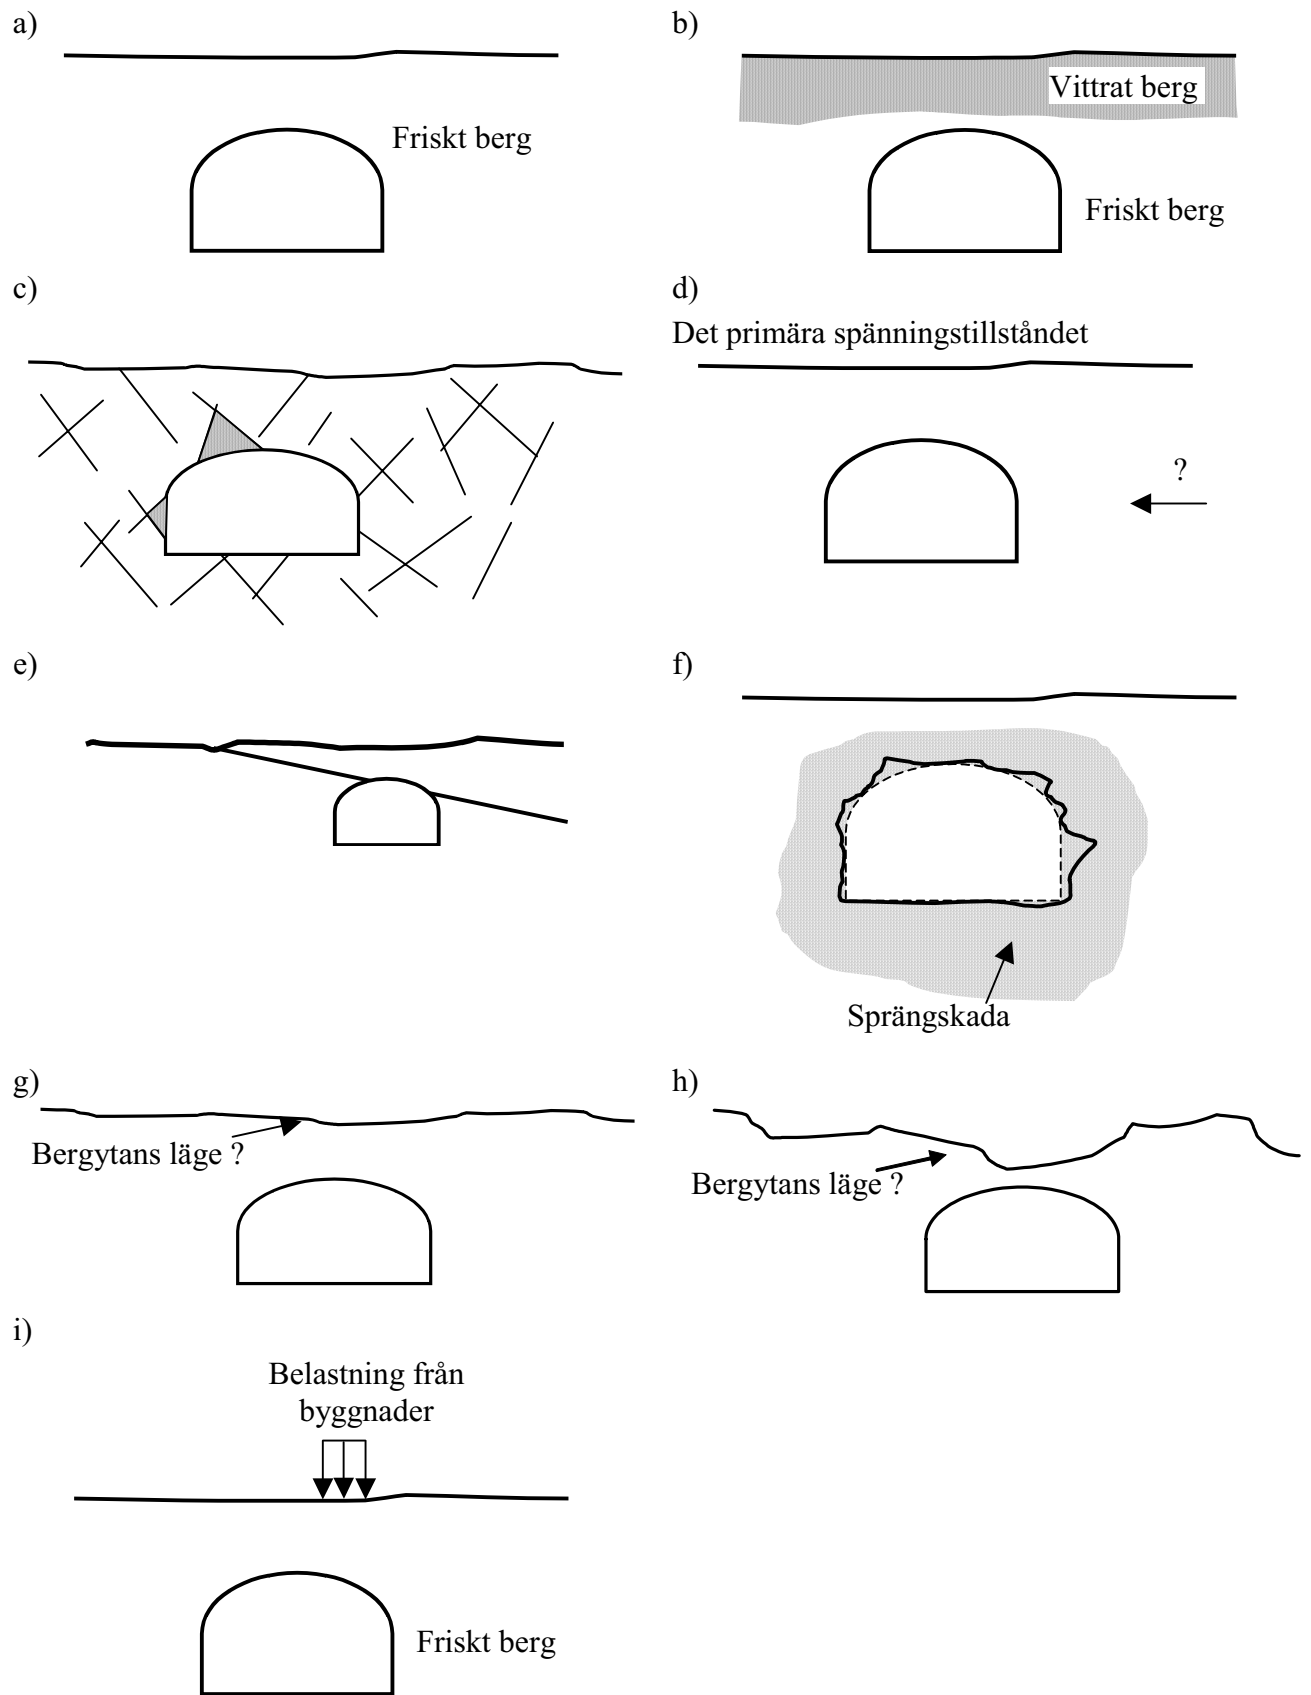 a)
Friskt berg
b)
Vittrat berg
Friskt berg
c)
d)
Det primära spänningstillståndet
?
e)
f)
Sprängskada
g)
Bergytans läge ?
h)
Bergytans läge ?
i)
Belastning från
byggnader
Friskt berg